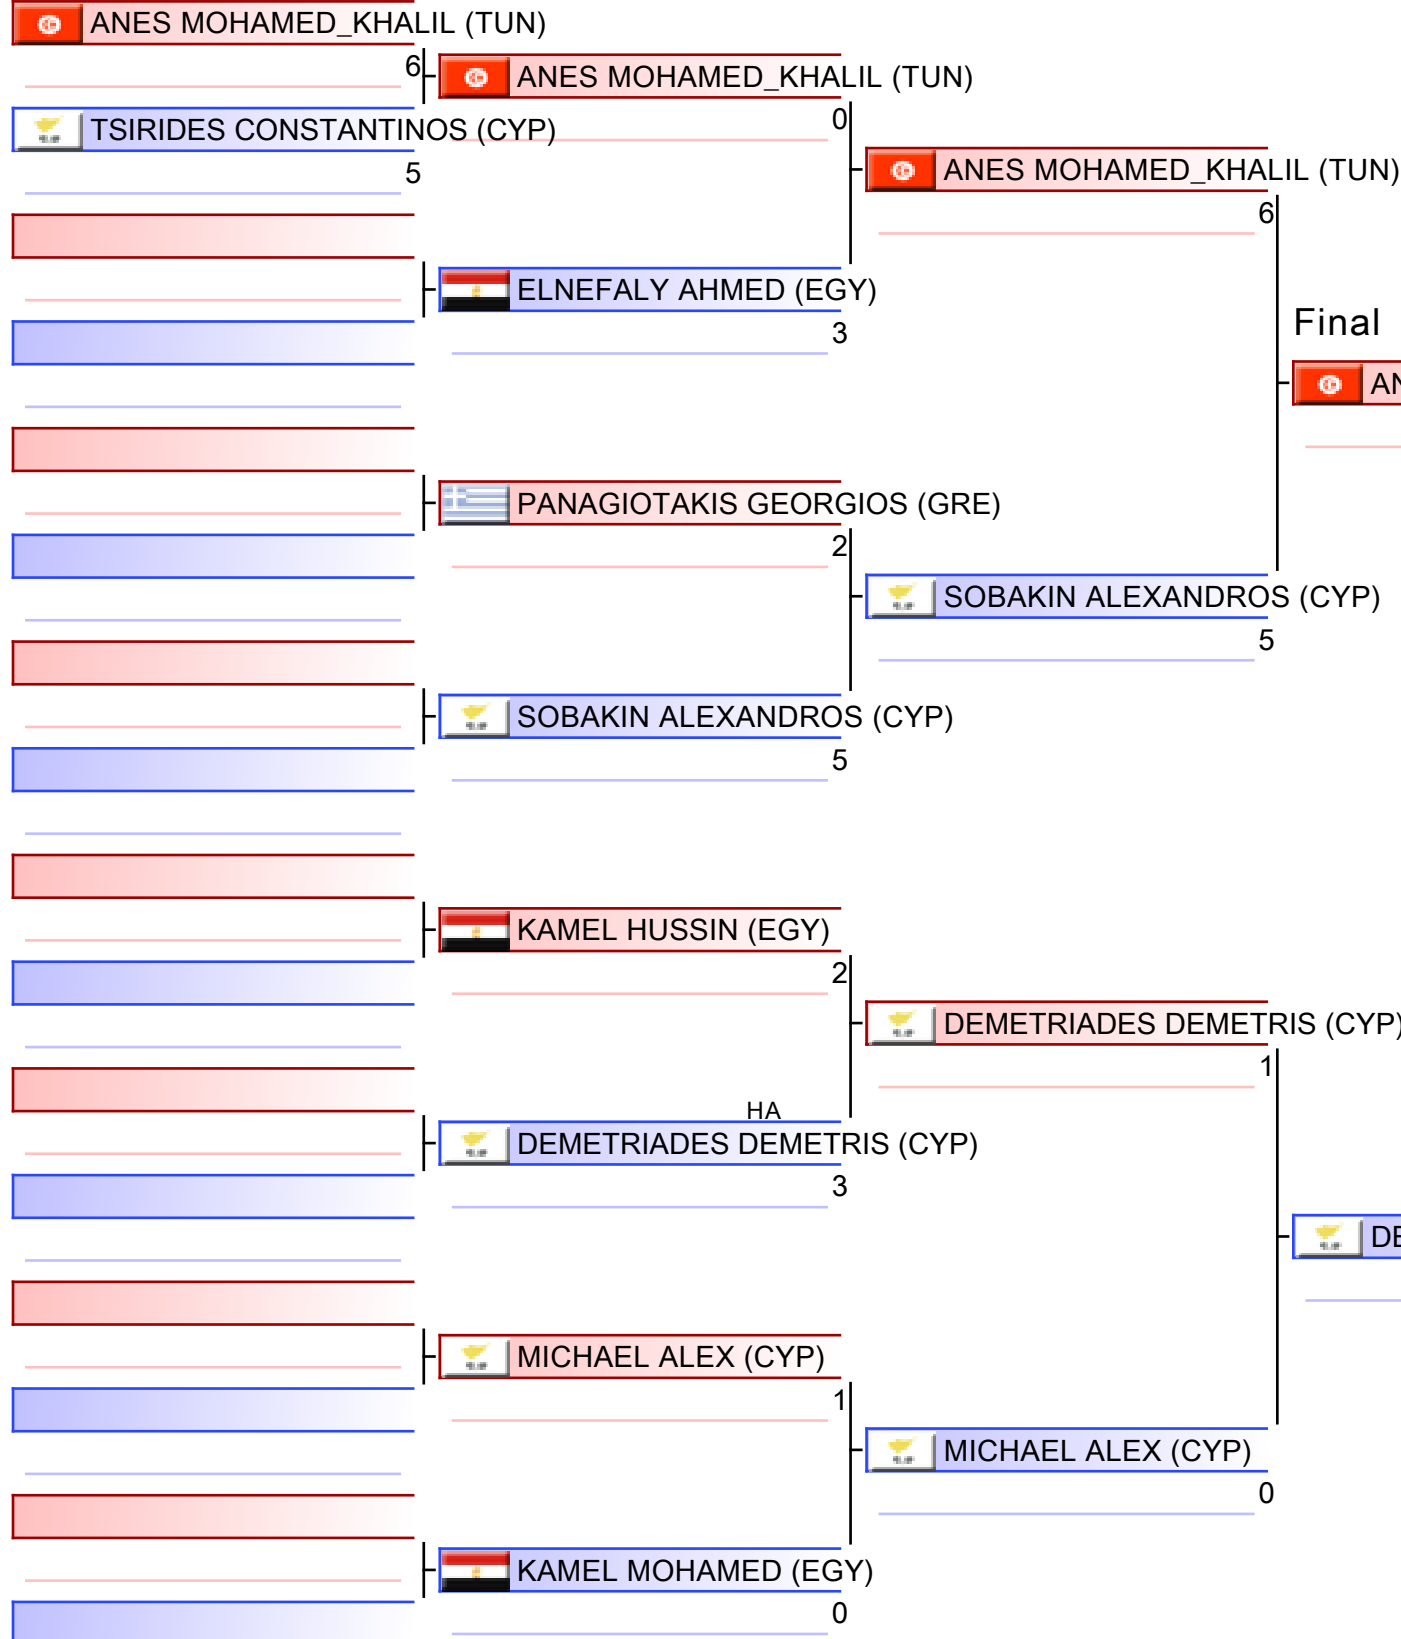 ANES MOHAMED_KHALIL (TUN)
6
ANES MOHAMED_KHALIL (TUN)
0
TSIRIDES CONSTANTINOS (CYP)
5
ANES MOHAMED_KHALIL (TUN)
6
ELNEFALY AHMED (EGY)
3
Final
AN
PANAGIOTAKIS GEORGIOS (GRE)
2
SOBAKIN ALEXANDROS (CYP)
5
SOBAKIN ALEXANDROS (CYP)
5
KAMEL HUSSIN (EGY)
2
DEMETRIADES DEMETRIS (CYP)
1
HA
DEMETRIADES DEMETRIS (CYP)
3
DE
MICHAEL ALEX (CYP)
1
MICHAEL ALEX (CYP)
0
KAMEL MOHAMED (EGY)
0